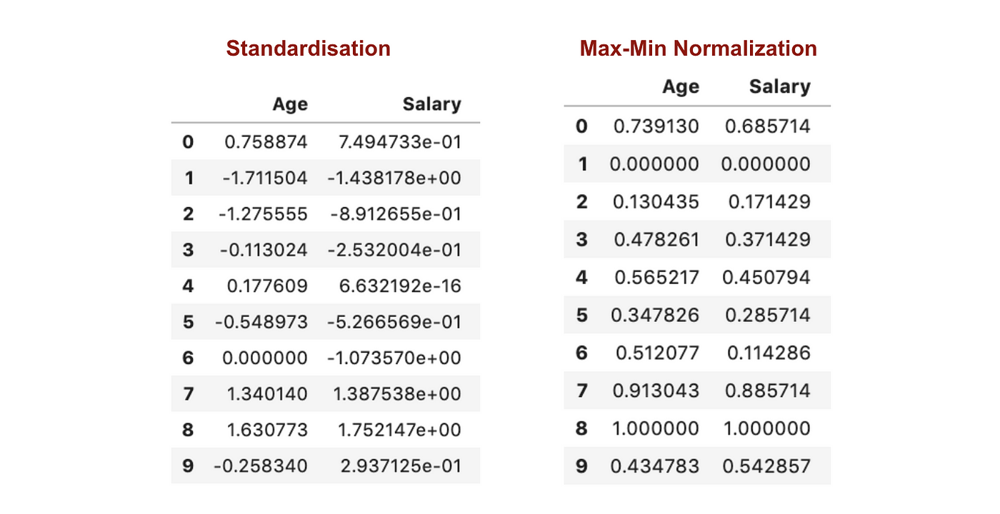 Standardisation
Age Salary
0 0.758874 7.494733e-01
1 -1.711504 -1.438178e+00
2 -1.275555 -8.912655e-01
3 -0.113024 -2.532004e-01
4 0.177609 6.632192e-16
5 -0.548973 -5.266569e-01
6 0.000000 -1.073570e+00
7 1.340140 1.387538e+00
8 1.630773 1.752147e+00
9 -0.258340 2.937125e-01
Max-Min Normalization
Age Salary
0 0.739130 0.685714
1 0.000000 0.000000
2 0.130435 0.171429
3 0.478261 0.371429
4 0.565217 0.450794
5 0.347826 0.285714
6 0.512077 0.114286
7 0.913043 0.885714
8 1.000000 1.000000
9 0.434783 0.542857